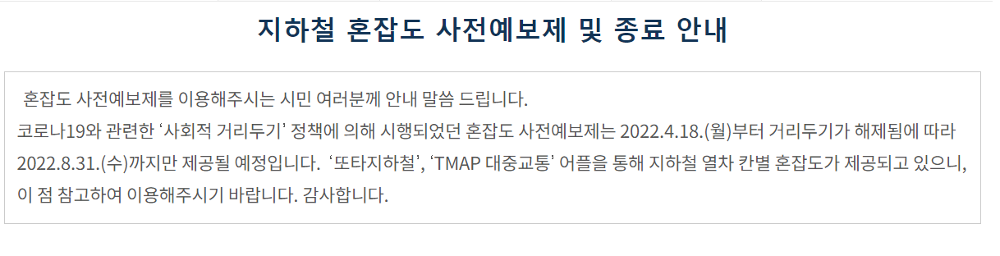 지하철 혼잡도 사전예보제 및 종료 안내
혼잡도 사전예보제를 이용해주시는 시민 여러분께 안내 말씀 드립니다.
코로나19와 관련한 ‘사회적 거리두기’ 정책에 의해 시행되었던 혼잡도 사전예보제는 2022.4.18.(월)부터 거리두기가 해제됨에 따라
2022.8.31.(수)까지만 제공될 예정입니다. ‘또타지하철’, ‘TMAP 대중교통’ 어플을 통해 지하철 열차 칸별 혼잡도가 제공되고 있으니,
이 점 참고하여 이용해주시기 바랍니다. 감사합니다.